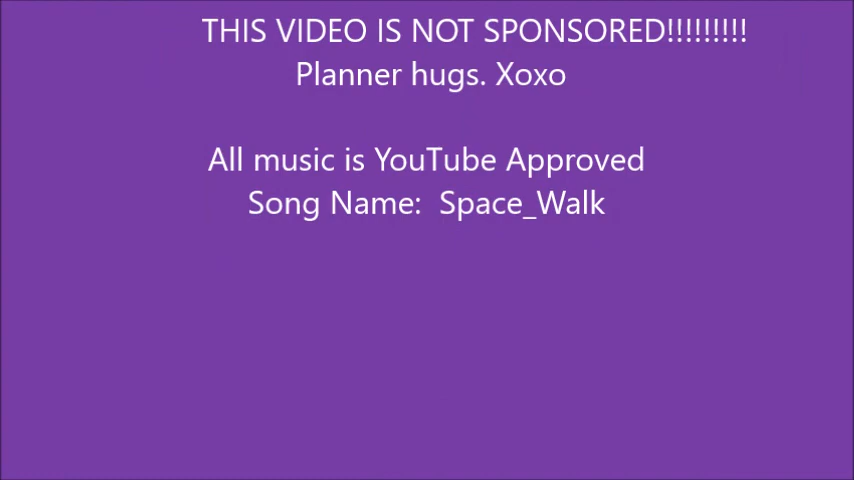 THIS VIDEO IS NOT SPONSORED!!!!!!!!!
Planner hugs. Xoxo
All music is YouTube Approved
Song Name:  Space_Walk